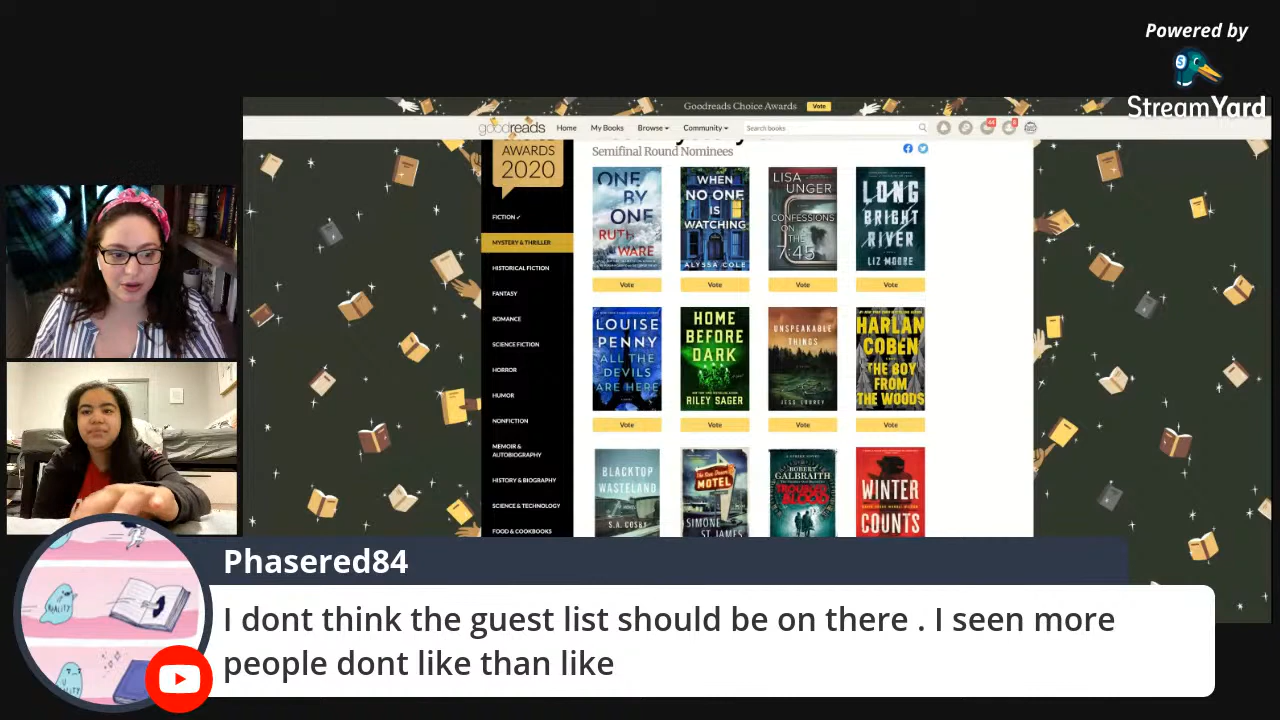 Powered by
StreamYard
Goodreads Choice Awards Vote
goodreads Home My Books Browse Community Search books
AWARDS
2020
Semifinal Round Nominees
FICTION ✓
MYSTERY & THRILLER
HISTORICAL FICTION
FANTASY
ROMANCE
SCIENCE FICTION
HORROR
HUMOR
NONFICTION
MEMOIR &
AUTOBIOGRAPHY
HISTORY & BIOGRAPHY
SCIENCE & TECHNOLOGY
FOOD & COOKBOOKS
ONE
BY
ONE
RUTH
WARE
WHEN
NO ONE
IS
WATCHING
ALYSSA COLE
LISA
UNGER
CONFESSIONS
ON THE
7:45
LONG
BRIGHT
RIVER
LIZ MOORE
Vote Vote Vote Vote
LOUISE
PENNY
ALL THE
DEVILS
ARE HERE
HOME
BEFORE
DARK
RILEY SAGER
UNSPEAKABLE
THINGS
JESS LOUREY
HARLAN
COBEN
THE BOY
FROM
THE WOODS
Vote Vote Vote Vote
BLACKTOP
WASTELAND
S.A. COSBY
The Sun Down
MOTEL
SIMONE
ST. JAMES
ROBERT
GALBRAITH
TROUBLED
BLOOD
WINTER
COUNTS
Phasered84
I dont think the guest list should be on there . I seen more
people dont like than like